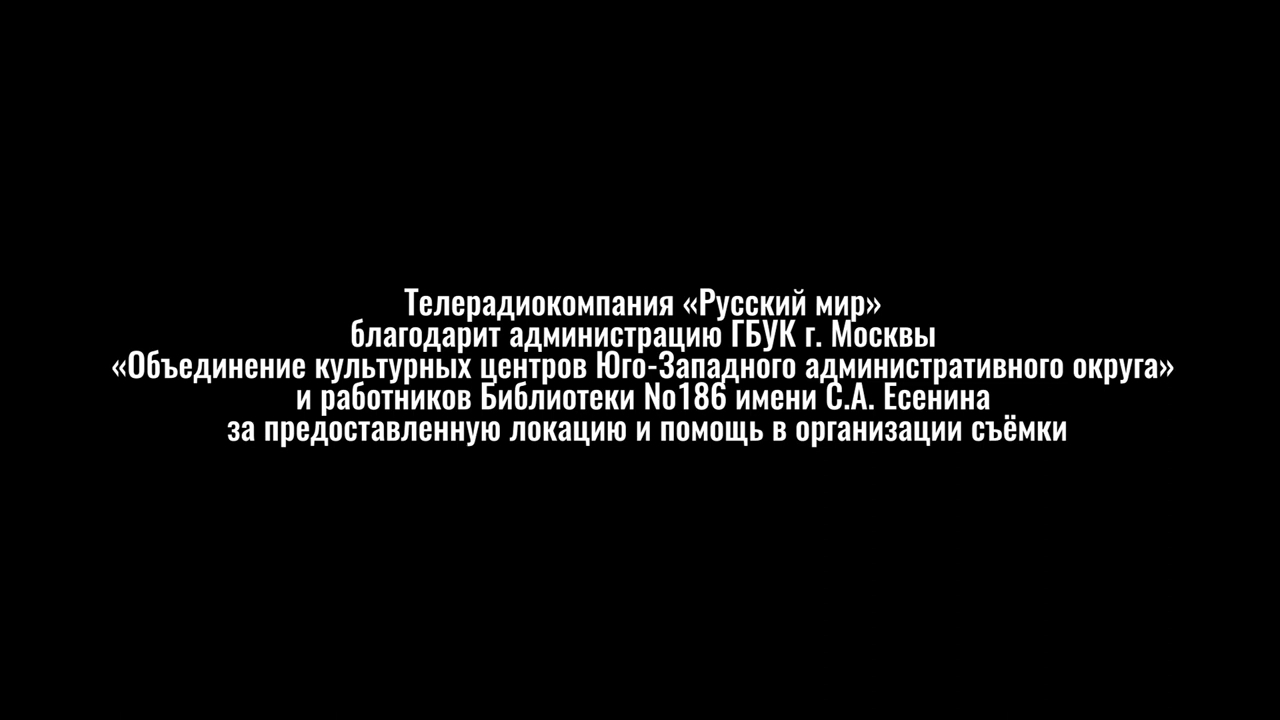 Телерадиокомпания «Русский мир»
благодарит администрацию ГБУК г. Москвы
«Объединение культурных центров Юго-Западного административного округа»
и работников Библиотеки No186 имени С.А. Есенина
за предоставленную локацию и помощь в организации съёмки